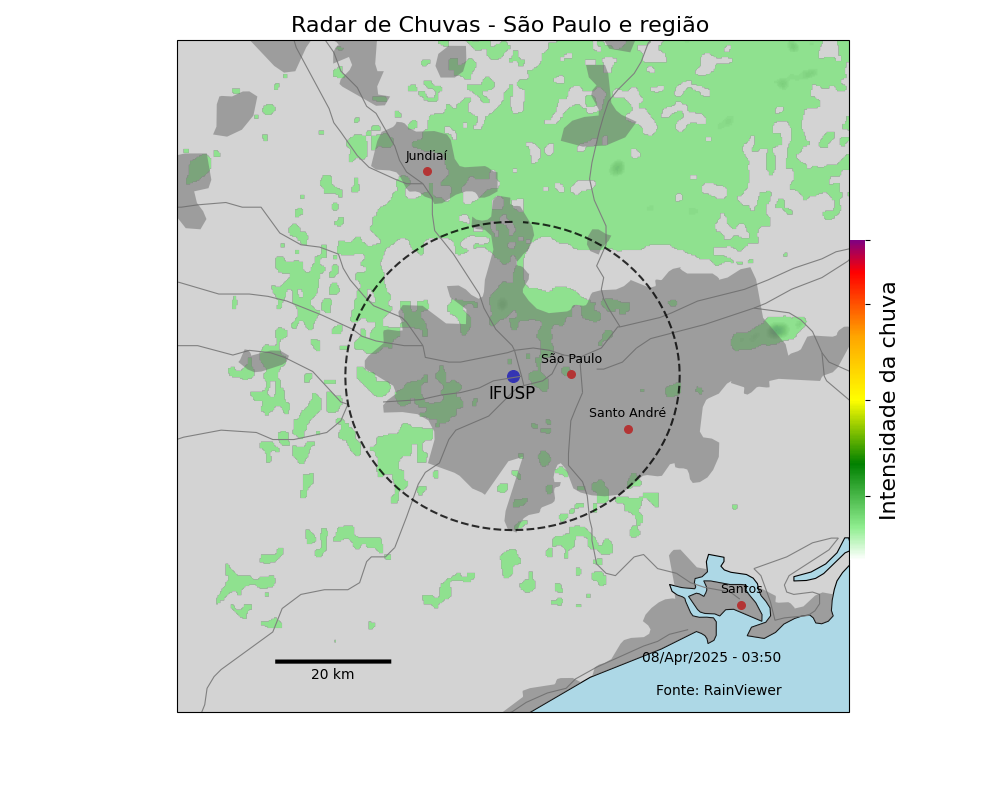 Radar de Chuvas - São Paulo e região
Jundiaí
São Paulo
IFUSP
Santo André
Intensidade da chuva
Santos
08/Apr/2025 - 03:50
20 km
Fonte: RainViewer